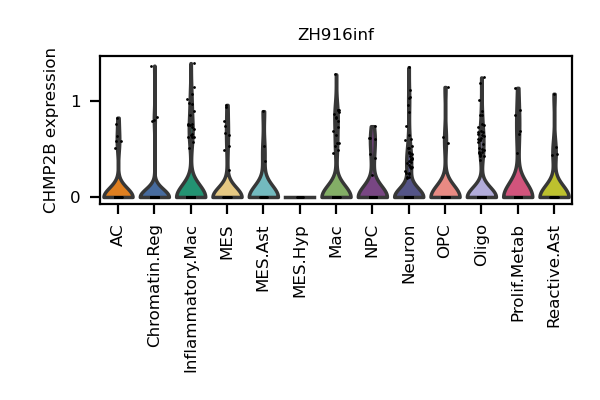 ZH916inf
CHMP2B expression
1
0
AC
Chromatin.Reg
Inflammatory.Mac
MES
MES.Ast
MES.Hyp
Mac
NPC
Neuron
OPC
Oligo
Prolif.Metab
Reactive.Ast